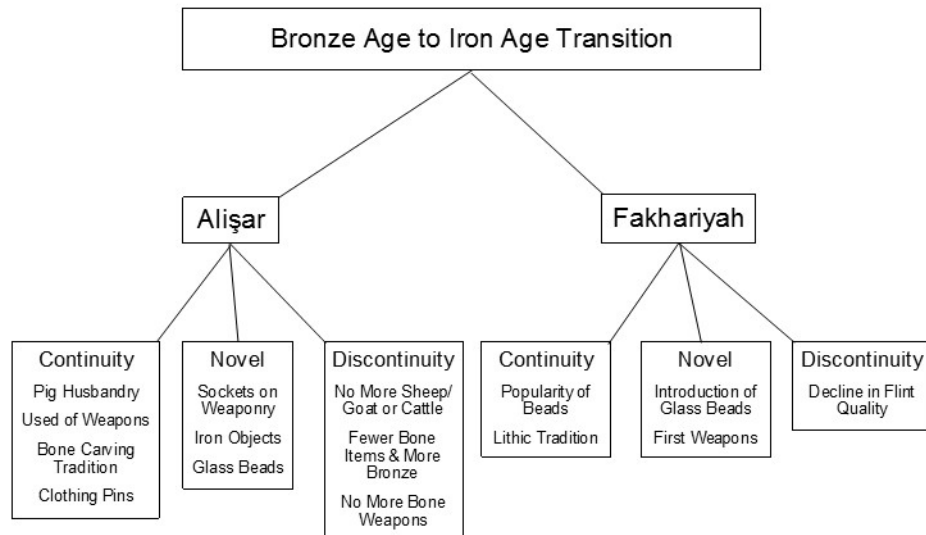 Bronze Age to Iron Age Transition
Alişar
Fakhariyah
Continuity
Pig Husbandry
Used of Weapons
Bone Carving
Tradition
Clothing Pins
Novel
Sockets on
Weaponry
Iron Objects
Glass Beads
Discontinuity
No More Sheep/
Goat or Cattle
Fewer Bone
Items & More
Bronze
No More Bone
Weapons
Continuity
Popularity of
Beads
Lithic Tradition
Novel
Introduction of
Glass Beads
First Weapons
Discontinuity
Decline in Flint
Quality